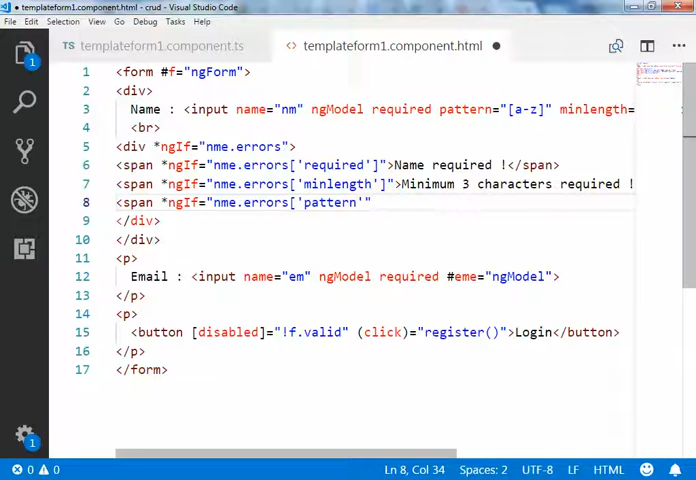 ● templateform1.component.html - crud - Visual Studio Code
File Edit Selection View Go Debug Tasks Help
1 TS templateform1.component.ts <> templateform1.component.html ●
1 <form #f="ngForm">
2 <div>
3 Name : <input name="nm" ngModel required pattern="[a-z]" minlength=
4 <br>
5 <div *ngIf="nme.errors">
6 <span *ngIf="nme.errors['required']">Name required !</span>
7 <span *ngIf="nme.errors['minlength']">Minimum 3 characters required !
8 <span *ngIf="nme.errors['pattern'"
9 </div>
10 </div>
11 <p>
12 Email : <input name="em" ngModel required #eme="ngModel">
13 </p>
14 <p>
15 <button [disabled]="!f.valid" (click)="register()">Login</button>
16 </p>
17 </form>
1
0 0 Ln 8, Col 34 Spaces: 2 UTF-8 LF HTML